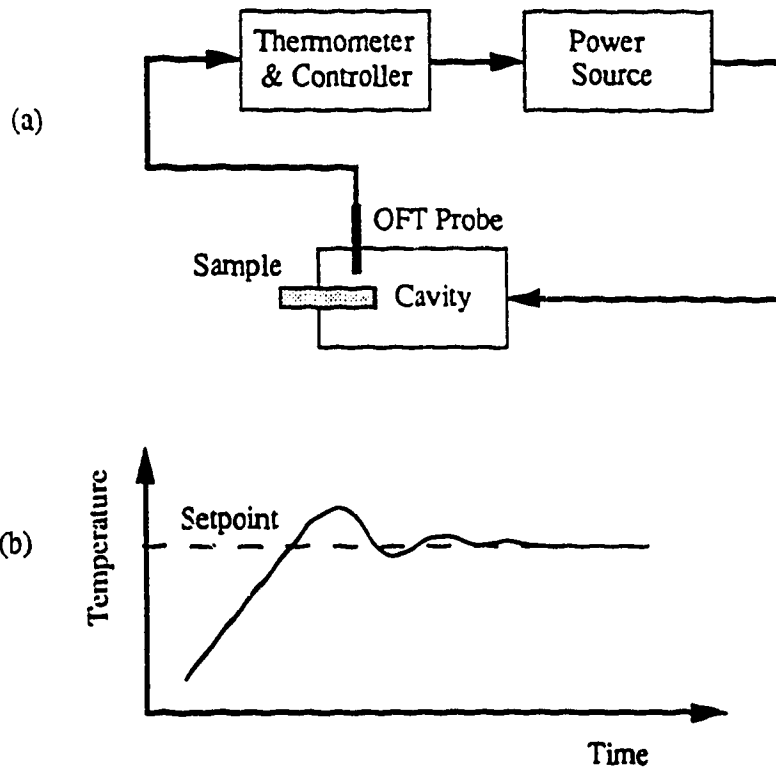 (a)
Thermometer
& Controller
Power
Source
OFT Probe
Sample
Cavity
(b)
Temperature
Setpoint
Time